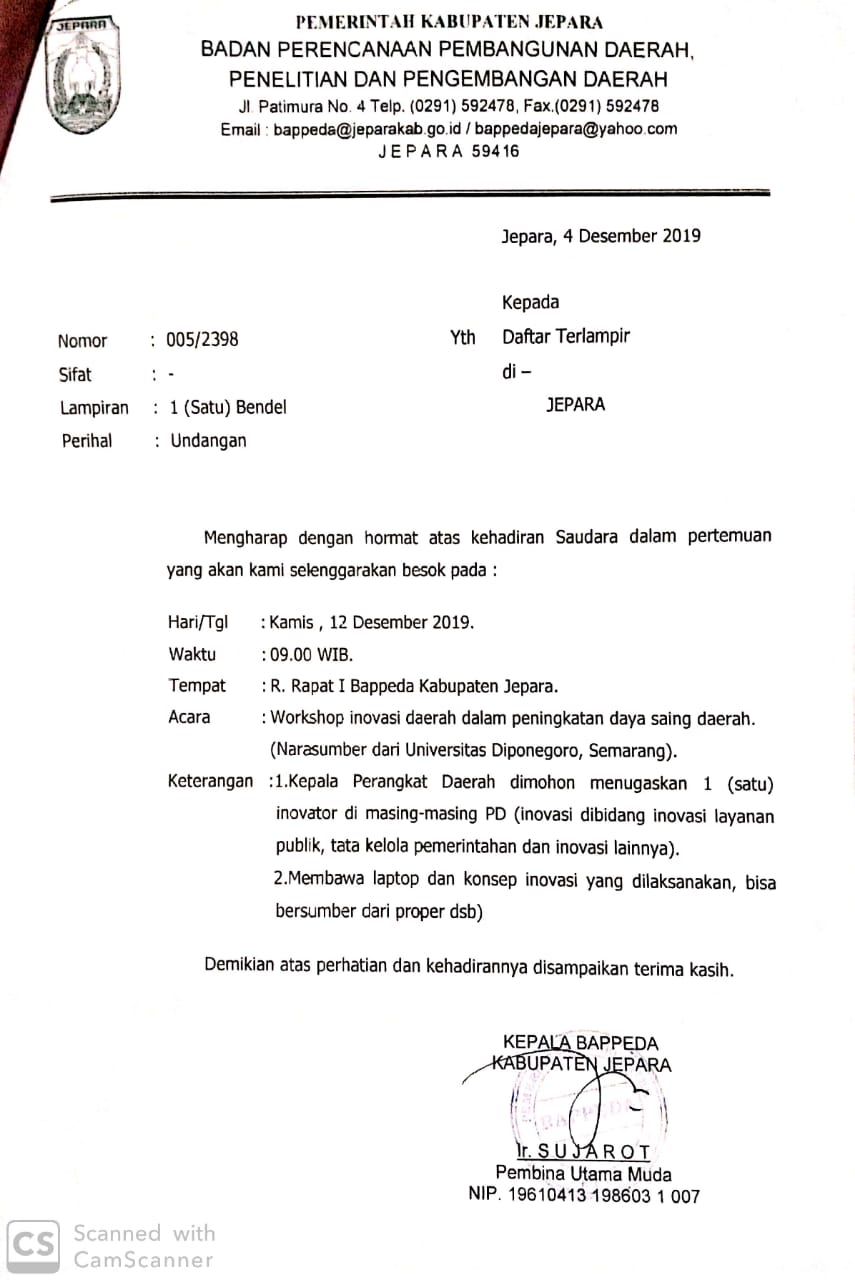 JEPARA
PEMERINTAH KABUPATEN JEPARA
BADAN PERENCANAAN PEMBANGUNAN DAERAH,
PENELITIAN DAN PENGEMBANGAN DAERAH
Jl. Patimura No. 4 Telp. (0291) 592478, Fax.(0291) 592478
Email : bappeda@jeparakab.go.id / bappedajepara@yahoo.com
J E P A R A 59416
Jepara, 4 Desember 2019
Kepada
Yth Daftar Terlampir
di –
JEPARA
Nomor : 005/2398
Sifat : -
Lampiran : 1 (Satu) Bendel
Perihal : Undangan
Mengharap dengan hormat atas kehadiran Saudara dalam pertemuan
yang akan kami selenggarakan besok pada :
Hari/Tgl : Kamis , 12 Desember 2019.
Waktu : 09.00 WIB.
Tempat : R. Rapat I Bappeda Kabupaten Jepara.
Acara : Workshop inovasi daerah dalam peningkatan daya saing daerah.
(Narasumber dari Universitas Diponegoro, Semarang).
Keterangan :1.Kepala Perangkat Daerah dimohon menugaskan 1 (satu)
inovator di masing-masing PD (inovasi dibidang inovasi layanan
publik, tata kelola pemerintahan dan inovasi lainnya).
2.Membawa laptop dan konsep inovasi yang dilaksanakan, bisa
bersumber dari proper dsb)
Demikian atas perhatian dan kehadirannya disampaikan terima kasih.
KEPALA BAPPEDA
KABUPATEN JEPARA
BAPPEDA
Ir. S U J A R O T
Pembina Utama Muda
NIP. 19610413 198603 1 007
CS Scanned with
CamScanner